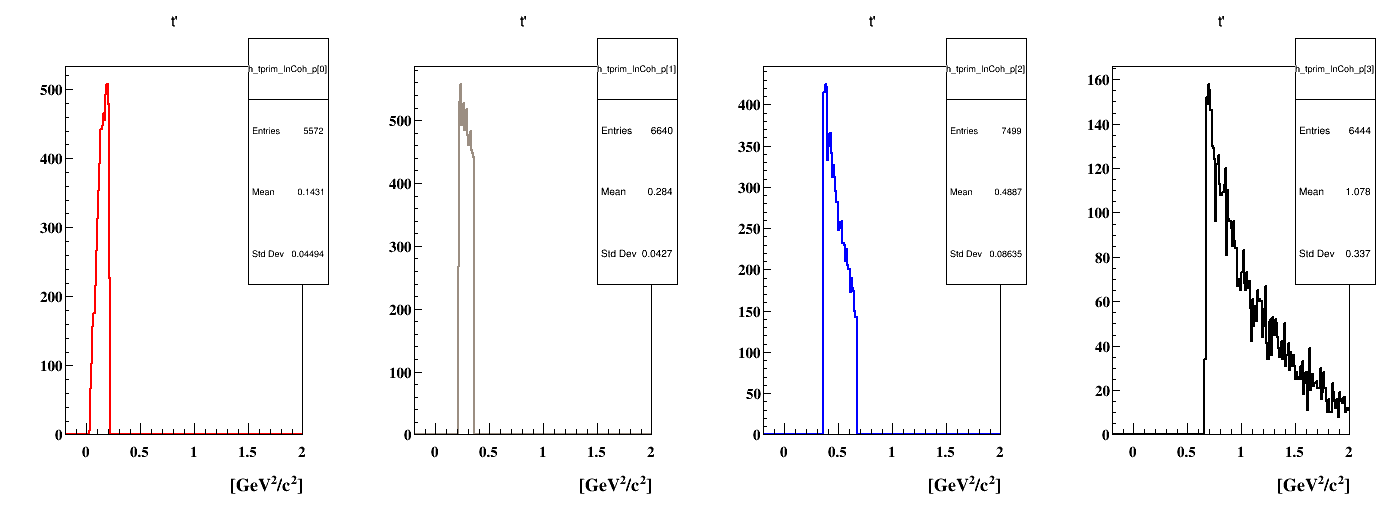 t'
h_tprim_InCoh_p[0]
Entries 5572
Mean 0.1431
Std Dev 0.04494
500
400
300
200
100
0
0 0.5 1 1.5 2
[GeV²/c²]
t'
h_tprim_InCoh_p[1]
Entries 6640
Mean 0.284
Std Dev 0.0427
500
400
300
200
100
0
0 0.5 1 1.5 2
[GeV²/c²]
t'
h_tprim_InCoh_p[2]
Entries 7499
Mean 0.4887
Std Dev 0.08635
400
350
300
250
200
150
100
50
0
0 0.5 1 1.5 2
[GeV²/c²]
t'
h_tprim_InCoh_p[3]
Entries 6444
Mean 1.078
Std Dev 0.337
160
140
120
100
80
60
40
20
0
0 0.5 1 1.5 2
[GeV²/c²]